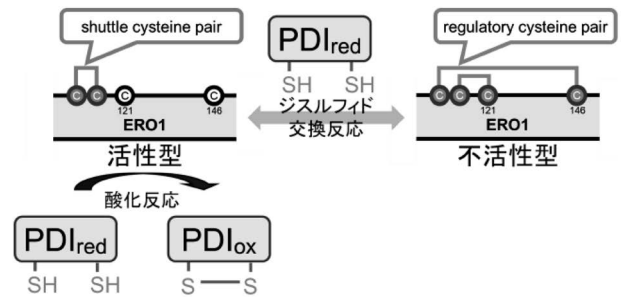 shuttle cysteine pair
PDIred
SH SH
regulatory cysteine pair
C C C C
121 146
ERO1
活性型
ジスルフィド
交換反応
C C C C
121 146
ERO1
不活性型
酸化反応
PDIred
SH SH
PDIox
S S